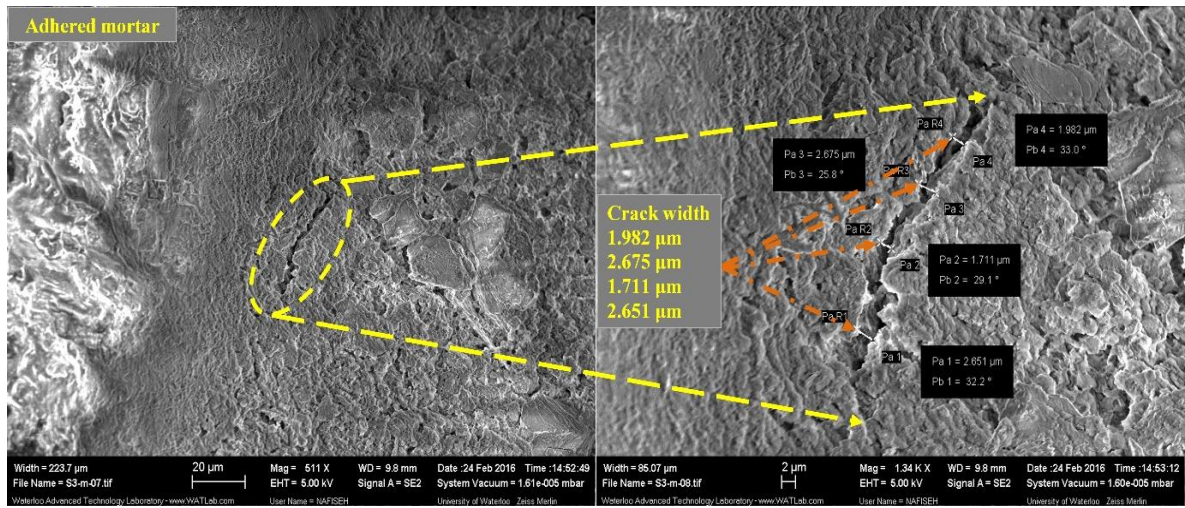 Adhered mortar
Crack width
1.982 μm
2.675 μm
1.711 μm
2.651 μm
Pa R4
Pa 4
Pa 4 = 1.982 μm
Pb 4 = 33.0 °
Pa 3 = 2.675 μm
Pb 3 = 25.8 °
Pa R3
Pa 3
Pa R2
Pa 2
Pa 2 = 1.711 μm
Pb 2 = 29.1 °
Pa R1
Pa 1
Pa 1 = 2.651 μm
Pb 1 = 32.2 °
Width = 223.7 μm
File Name = S3-m-07.tif
20 μm
Mag = 511 X
EHT = 5.00 kV
WD = 9.8 mm
Signal A = SE2
Date :24 Feb 2016 Time :14:52:49
System Vacuum = 1.61e-005 mbar
Waterloo Advanced Technology Laboratory - www.WATLab.com
User Name = NAFISEH
University of Waterloo Zeiss Merlin
Width = 85.07 μm
File Name = S3-m-08.tif
2 μm
Mag = 1.34 K X
EHT = 5.00 kV
WD = 9.8 mm
Signal A = SE2
Date :24 Feb 2016 Time :14:53:12
System Vacuum = 1.60e-005 mbar
Waterloo Advanced Technology Laboratory - www.WATLab.com
User Name = NAFISEH
University of Waterloo Zeiss Merlin